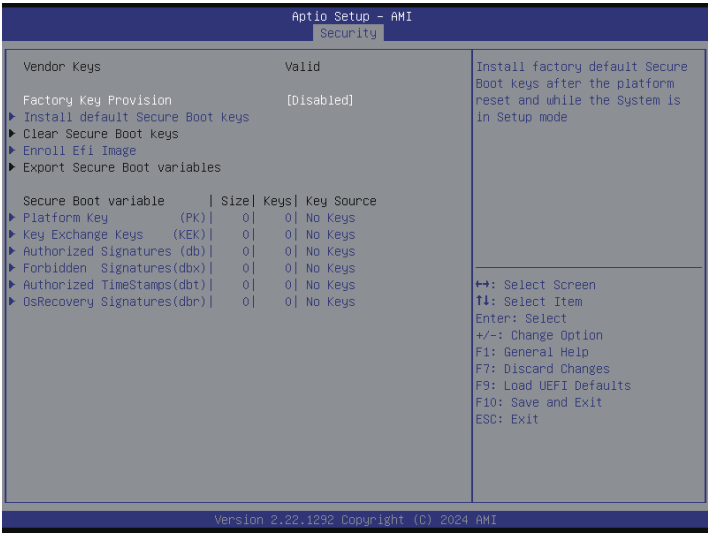 Aptio Setup – AMI
Security
Vendor Keys Valid
Factory Key Provision [Disabled]
Install default Secure Boot keys
Clear Secure Boot keys
Enroll Efi Image
Export Secure Boot variables
Secure Boot variable | Size| Keys| Key Source
Platform Key (PK)| 0| 0| No Keys
Key Exchange Keys (KEK)| 0| 0| No Keys
Authorized Signatures (db)| 0| 0| No Keys
Forbidden Signatures(dbx)| 0| 0| No Keys
Authorized TimeStamps(dbt)| 0| 0| No Keys
OsRecovery Signatures(dbr)| 0| 0| No Keys
Install factory default Secure
Boot keys after the platform
reset and while the System is
in Setup mode
↔: Select Screen
↑↓: Select Item
Enter: Select
+/-: Change Option
F1: General Help
F7: Discard Changes
F9: Load UEFI Defaults
F10: Save and Exit
ESC: Exit
Version 2.22.1292 Copyright (C) 2024 AMI